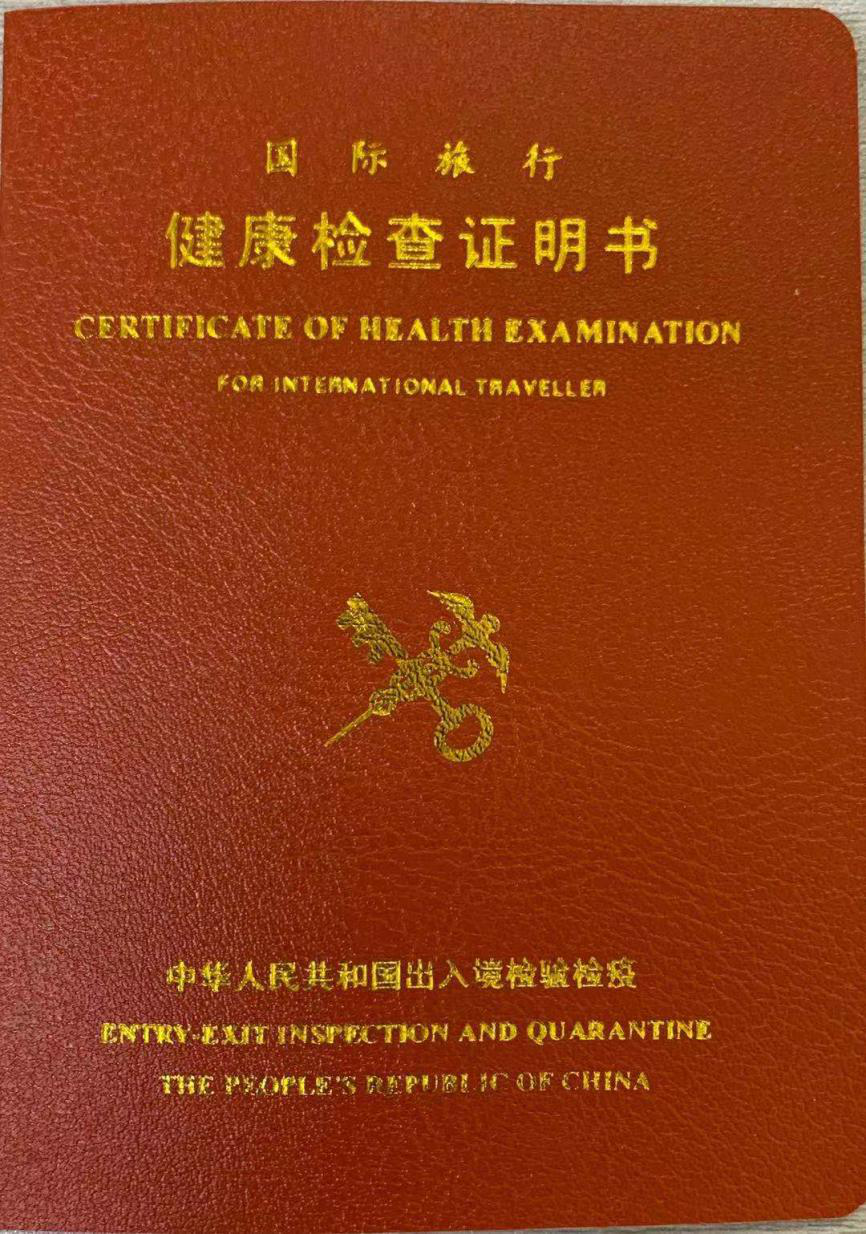 国际旅行
健康检查证明书
CERTIFICATE OF HEALTH EXAMINATION
FOR INTERNATIONAL TRAVELLER
中华人民共和国出入境检验检疫
ENTRY-EXIT INSPECTION AND QUARANTINE
THE PEOPLE'S REPUBLIC OF CHINA